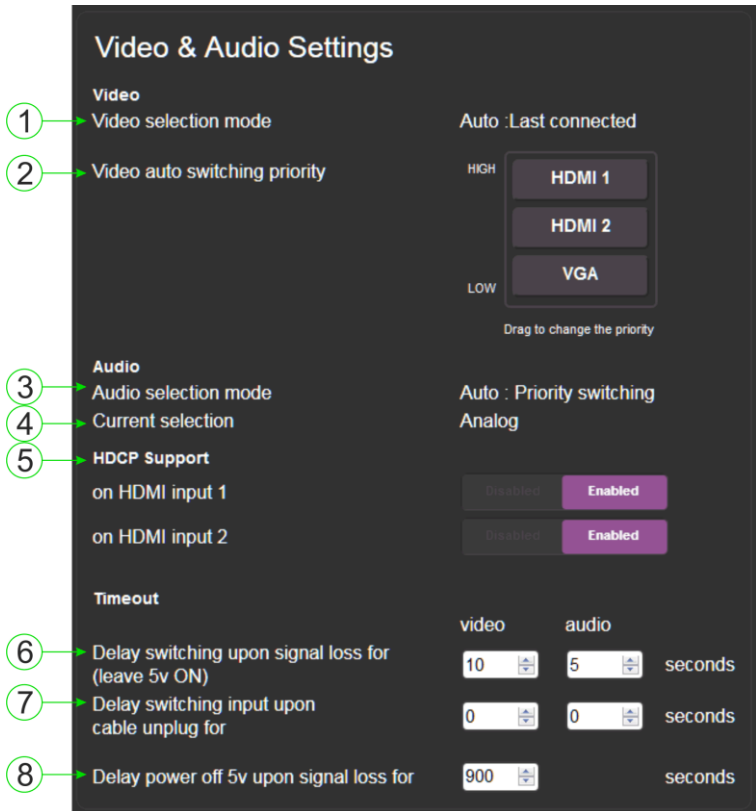 Video & Audio Settings
Video
1 Video selection mode Auto :Last connected
2 Video auto switching priority HIGH HDMI 1
HDMI 2
LOW VGA
Drag to change the priority
Audio
3 Audio selection mode Auto : Priority switching
4 Current selection Analog
5 HDCP Support
on HDMI input 1 Disabled Enabled
on HDMI input 2 Disabled Enabled
Timeout
video audio
6 Delay switching upon signal loss for 10 5 seconds
(leave 5v ON)
7 Delay switching input upon
cable unplug for 0 0 seconds
8 Delay power off 5v upon signal loss for 900 seconds